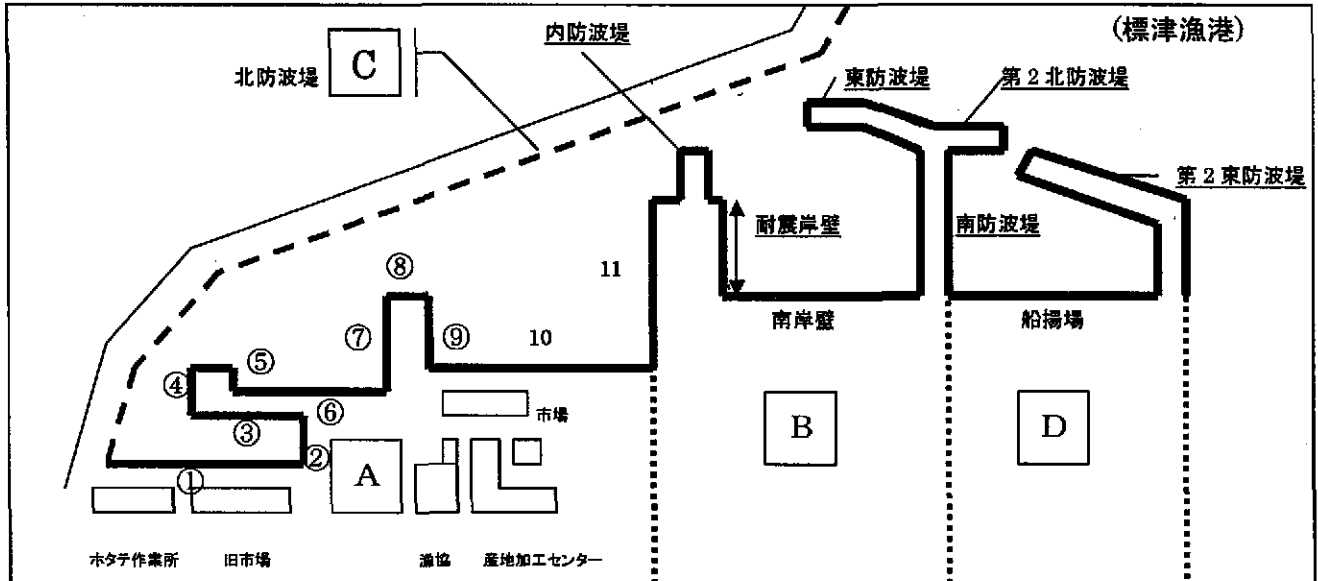 (標津漁港)
内防波堤
北防波堤
C
東防波堤
第2北防波堤
第2東防波堤
耐震岸壁
南防波堤
11
⑧
南岸壁
船揚場
⑦
⑨
10
⑤
④
⑥
市場
③
②
①
A
B
D
ホタテ作業所
旧市場
漁協
産地加工センター